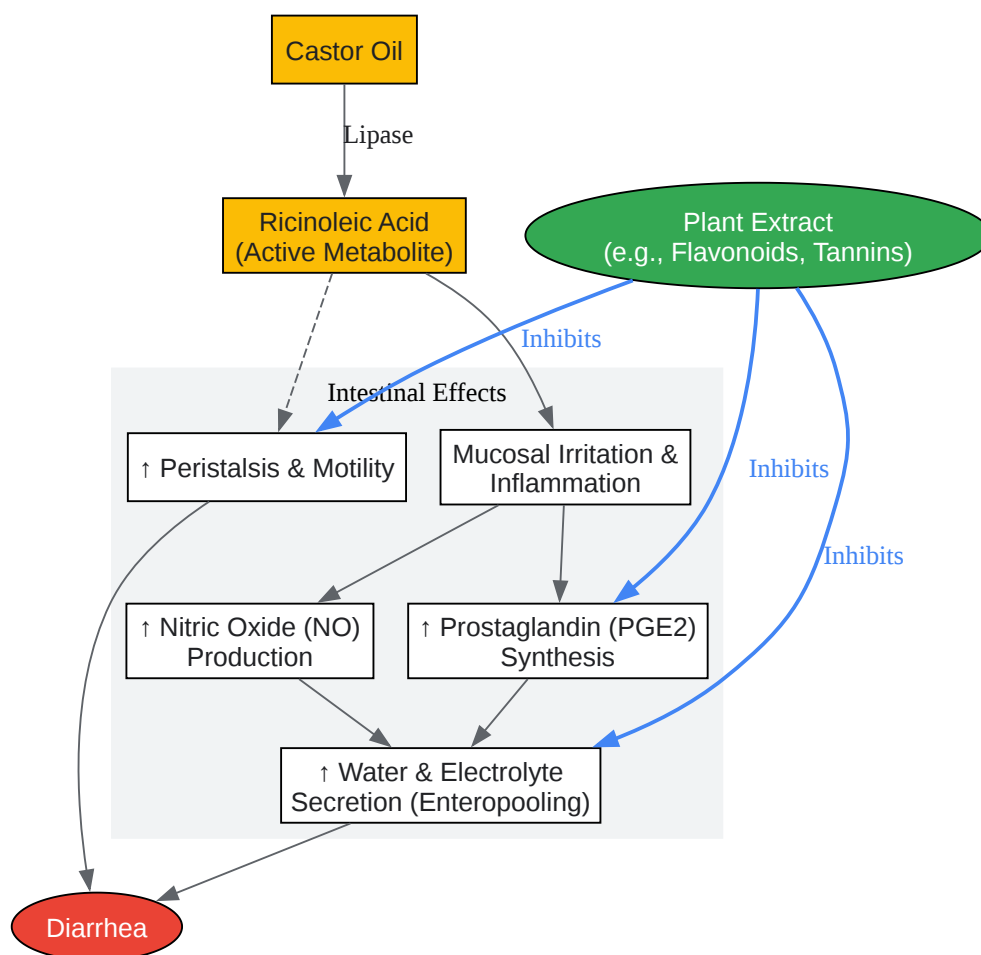 Castor Oil
Lipase
Ricinoleic Acid
(Active Metabolite)
Plant Extract
(e.g., Flavonoids, Tannins)
Inhibits
Intestinal Effects
↑ Peristalsis & Motility
Mucosal Irritation &
Inflammation
Inhibits
Inhibits
↑ Nitric Oxide (NO)
Production
↑ Prostaglandin (PGE2)
Synthesis
↑ Water & Electrolyte
Secretion (Enteropooling)
Diarrhea